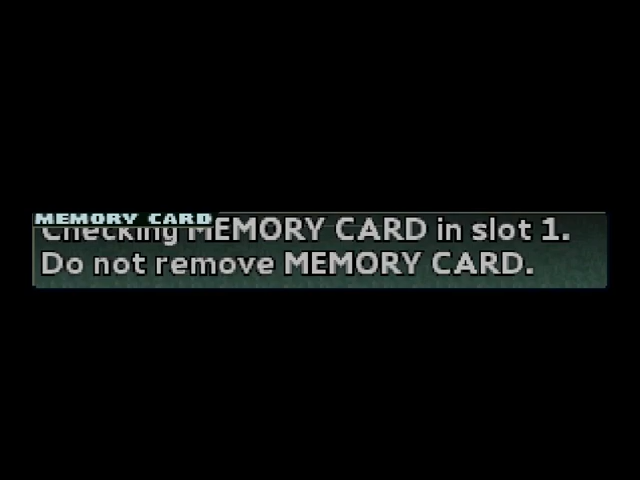 MEMORY CARD
Checking MEMORY CARD in slot 1.
Do not remove MEMORY CARD.